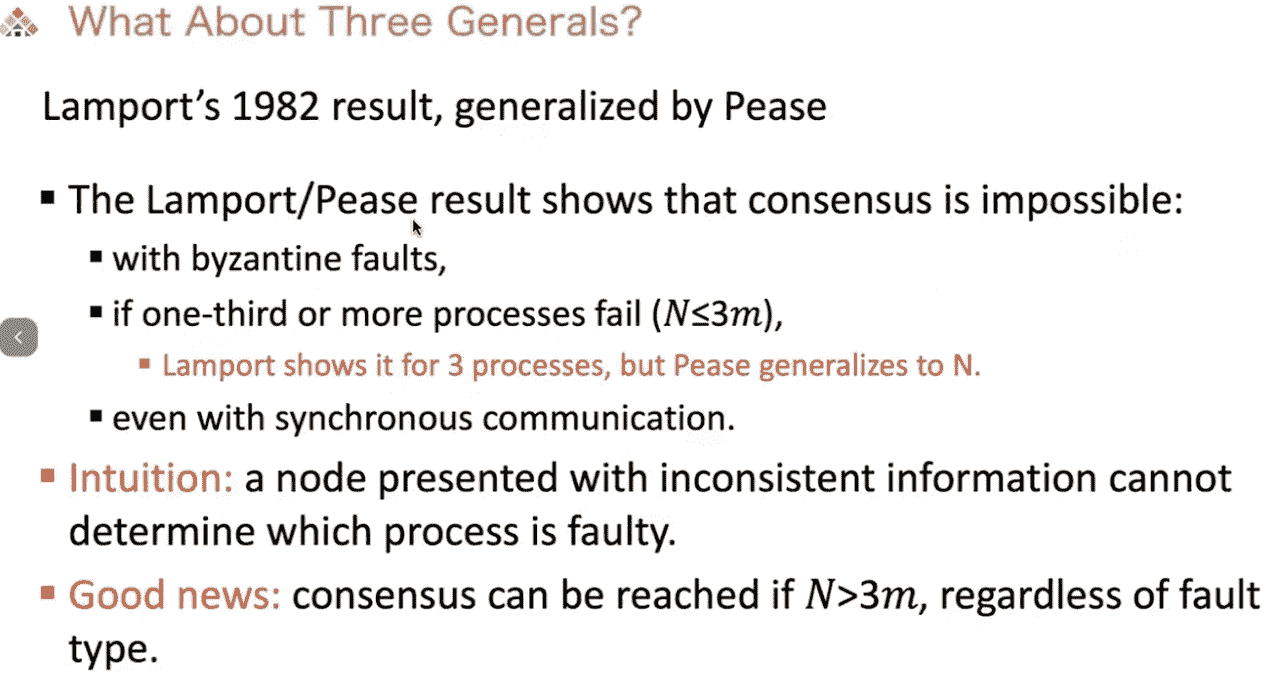 What About Three Generals?
Lamport’s 1982 result, generalized by Pease
▪ The Lamport/Pease result shows that consensus is impossible:
▪ with byzantine faults,
▪ if one-third or more processes fail (N≤3m),
▪ Lamport shows it for 3 processes, but Pease generalizes to N.
▪ even with synchronous communication.
▪ Intuition: a node presented with inconsistent information cannot
determine which process is faulty.
▪ Good news: consensus can be reached if N>3m, regardless of fault
type.